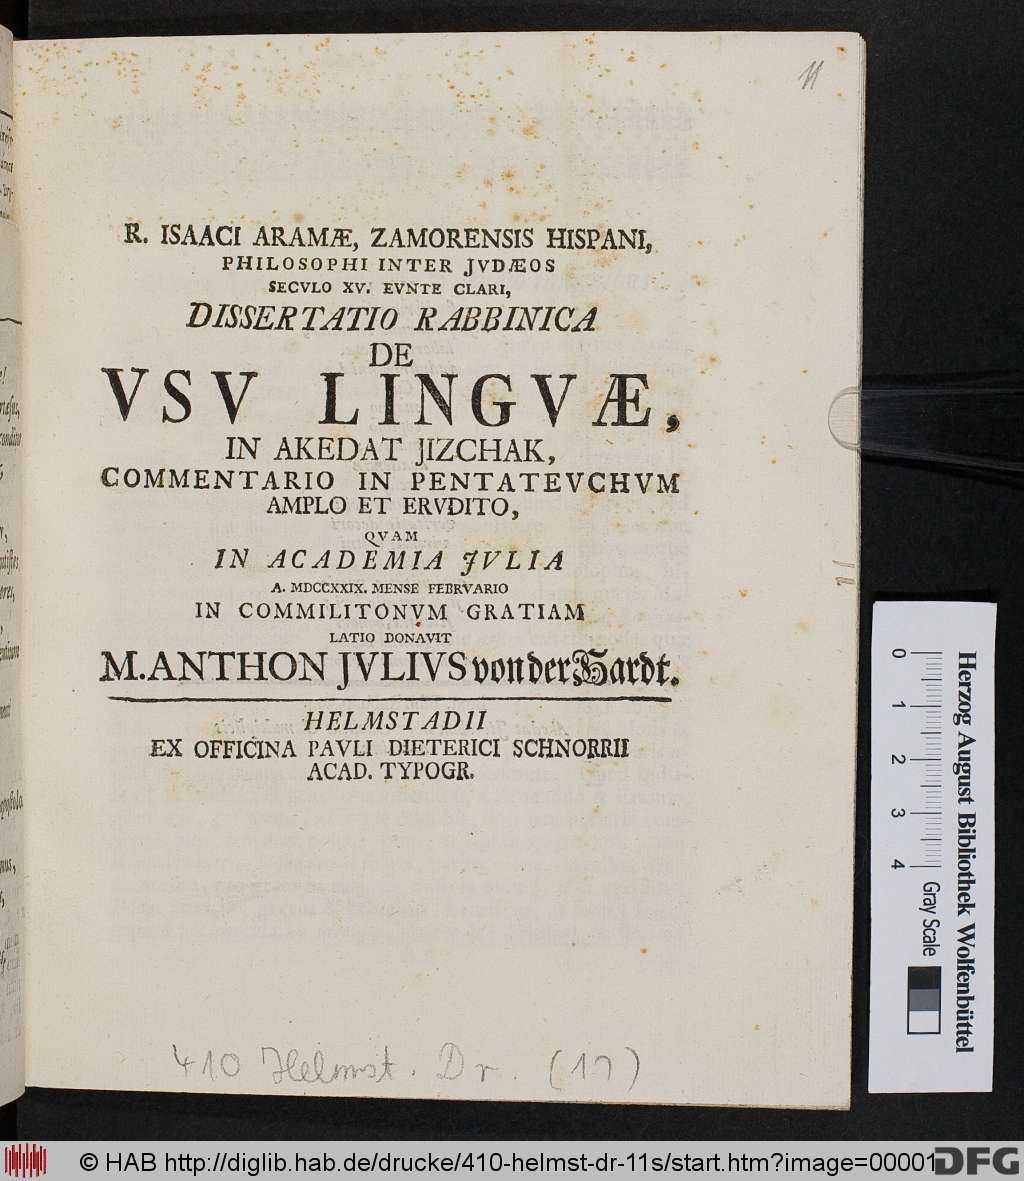 11
R. ISAACI ARAMÆ, ZAMORENSIS HISPANI,
PHILOSOPHI INTER JVDÆOS
SECVLO XV. EVNTE CLARI,
DISSERTATIO RABBINICA
DE
VSV LINGVÆ,
IN AKEDAT JIZCHAK,
COMMENTARIO IN PENTATEVCHVM
AMPLO ET ERVDITO,
QVAM
IN ACADEMIA JVLIA
A. MDCCXXIX. MENSE FEBRVARIO
IN COMMILITONVM GRATIAM
LATIO DONAVIT
M. ANTHON JVLIVS von der Hardt.
HELMSTADII
EX OFFICINA PAVLI DIETERICI SCHNORRII
ACAD. TYPOGR.
410 Helmst. Dr. (11)
0 1 2 3 4 Gray Scale
Herzog August Bibliothek Wolfenbüttel
© HAB http://diglib.hab.de/drucke/410-helmst-dr-11s/start.htm?image=00001
DFG